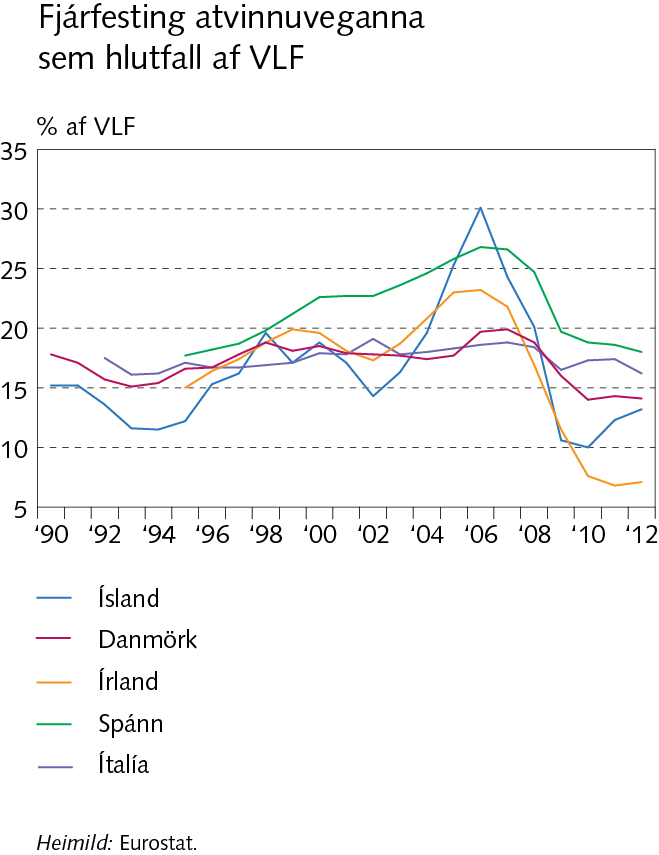 Fjárfesting atvinnuveganna
sem hlutfall af VLF
% af VLF
35
30
25
20
15
10
5
‘90 ‘92 ‘94 ‘96 ‘98 ‘00 ‘02 ‘04 ‘06 ‘08 ‘10 ‘12
Ísland
Danmörk
Írland
Spánn
Ítalía
Heimild: Eurostat.